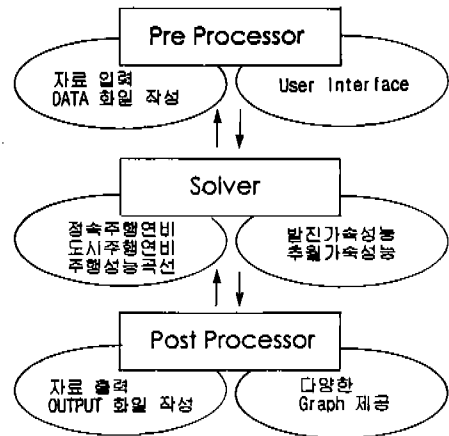 Pre Processor
자료 입력
DATA 화일 작성
User Interface
Solver
정속주행연비
도시주행연비
주행성능곡선
발진가속성능
추월가속성능
Post Processor
자료 출력
OUTPUT 화일 작성
다양한
Graph 제공